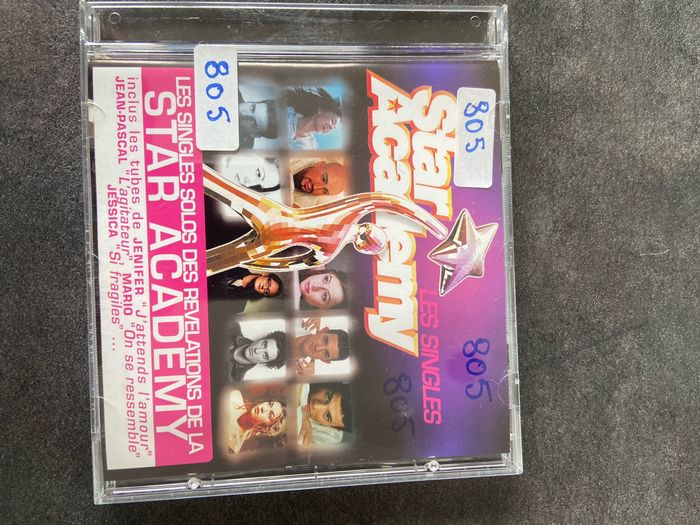 805
Star
Academy
LES SINGLES
805
805
805
LES SINGLES SOLOS DES REVELATIONS DE LA
STAR ACADEMY
inclus les tubes de JENIFER "J'attends l'amour"
JEAN-PASCAL "L'agitateur", MARIO "On se ressemble"
JESSICA "Si fragiles" ...